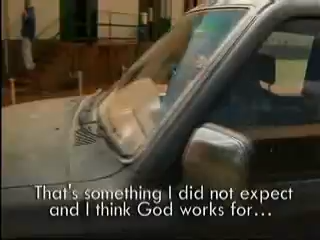 That's something I did not expect
and I think God works for...